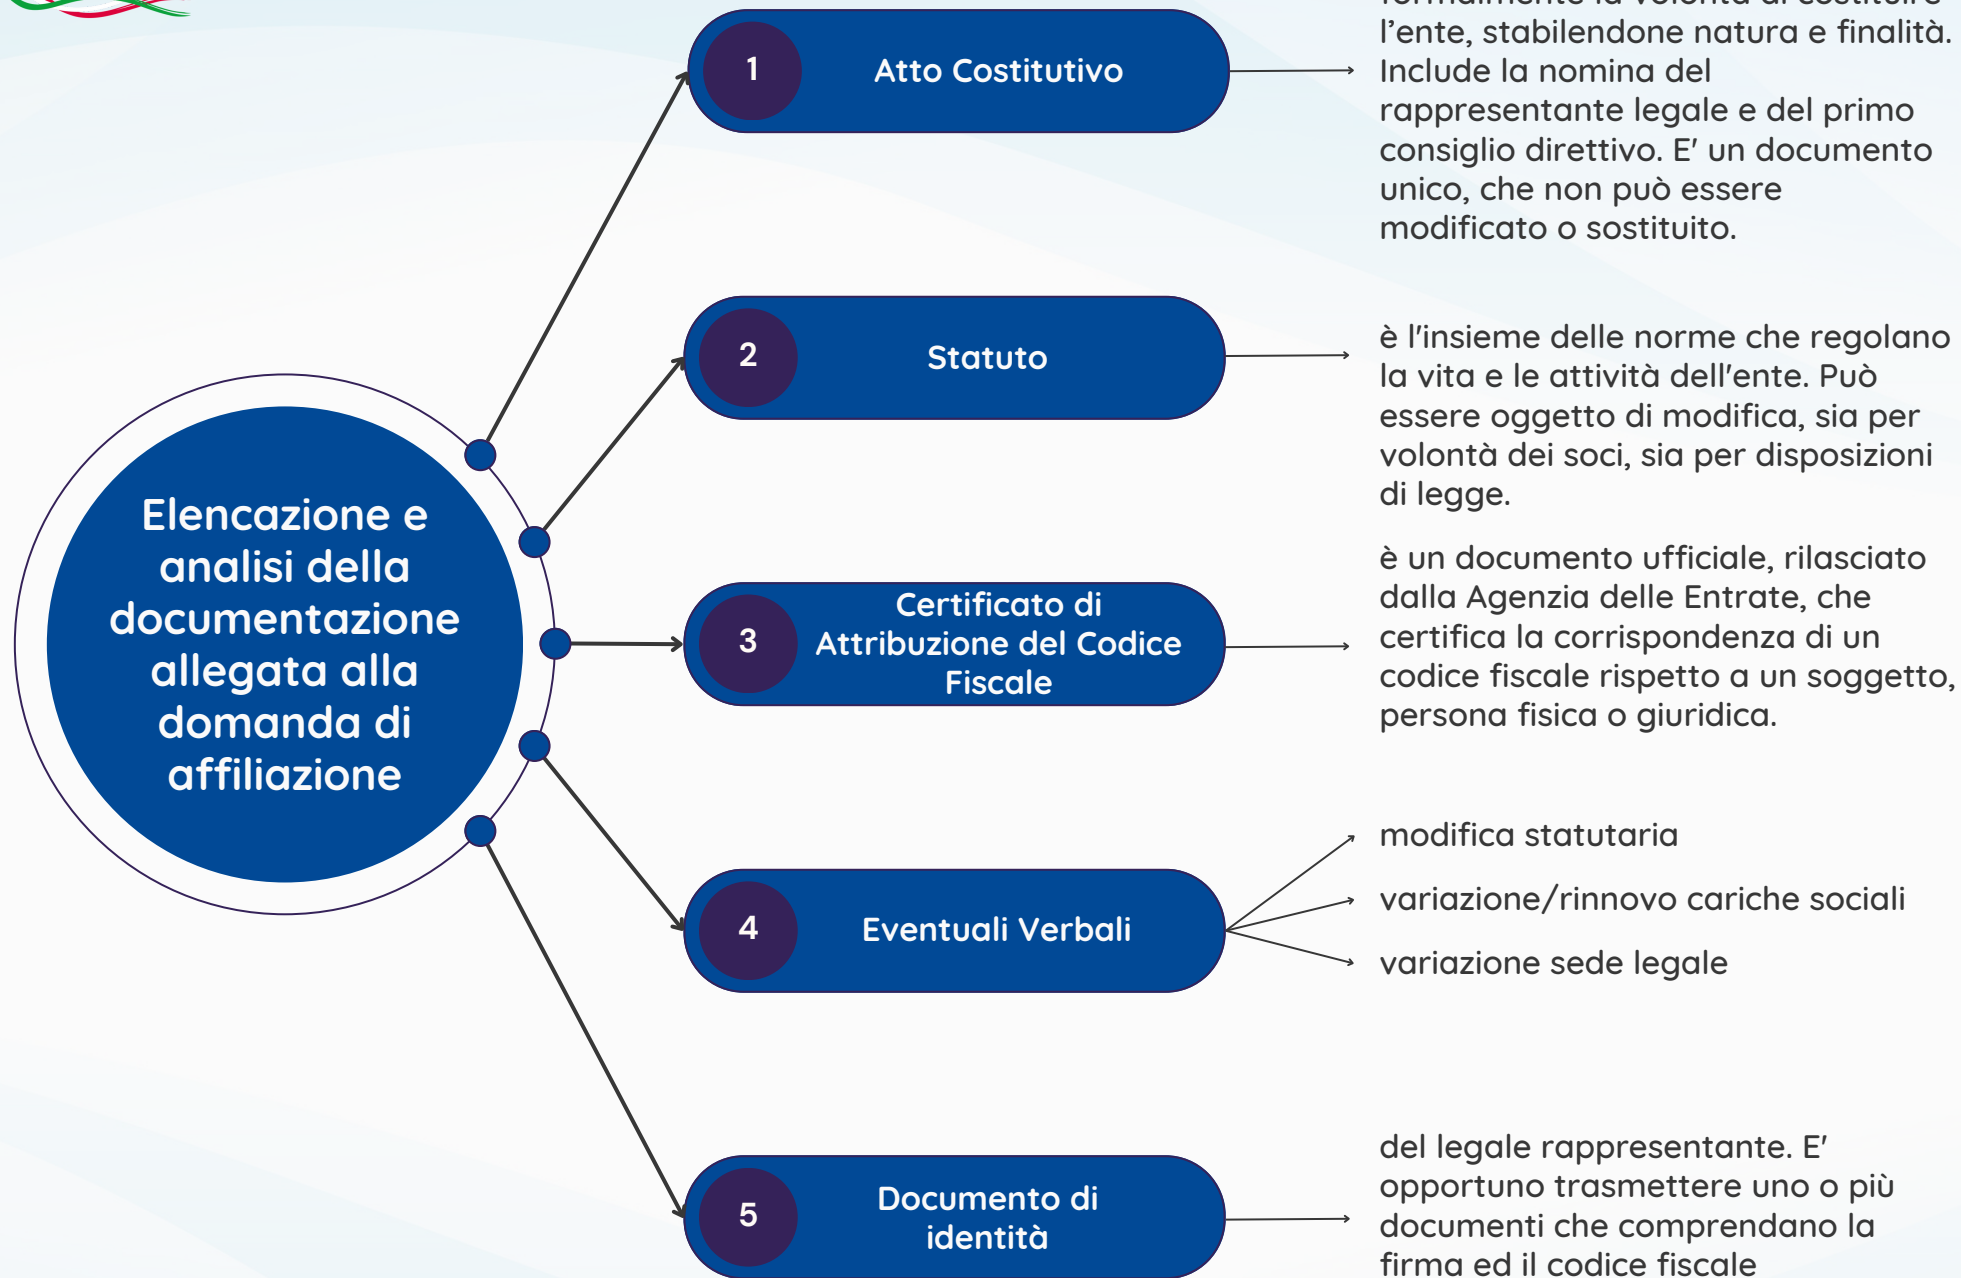 Elencazione e
analisi della
documentazione
allegata alla
domanda di
affiliazione
1
Atto Costitutivo
formalmente la volontà di costituire
l'ente, stabilendone natura e finalità.
Include la nomina del
rappresentante legale e del primo
consiglio direttivo. E' un documento
unico, che non può essere
modificato o sostituito.
2
Statuto
è l'insieme delle norme che regolano
la vita e le attività dell'ente. Può
essere oggetto di modifica, sia per
volontà dei soci, sia per disposizioni
di legge.
3
Certificato di
Attribuzione del Codice
Fiscale
è un documento ufficiale, rilasciato
dalla Agenzia delle Entrate, che
certifica la corrispondenza di un
codice fiscale rispetto a un soggetto,
persona fisica o giuridica.
4
Eventuali Verbali
modifica statutaria
variazione/rinnovo cariche sociali
variazione sede legale
5
Documento di
identità
del legale rappresentante. E'
opportuno trasmettere uno o più
documenti che comprendano la
firma ed il codice fiscale